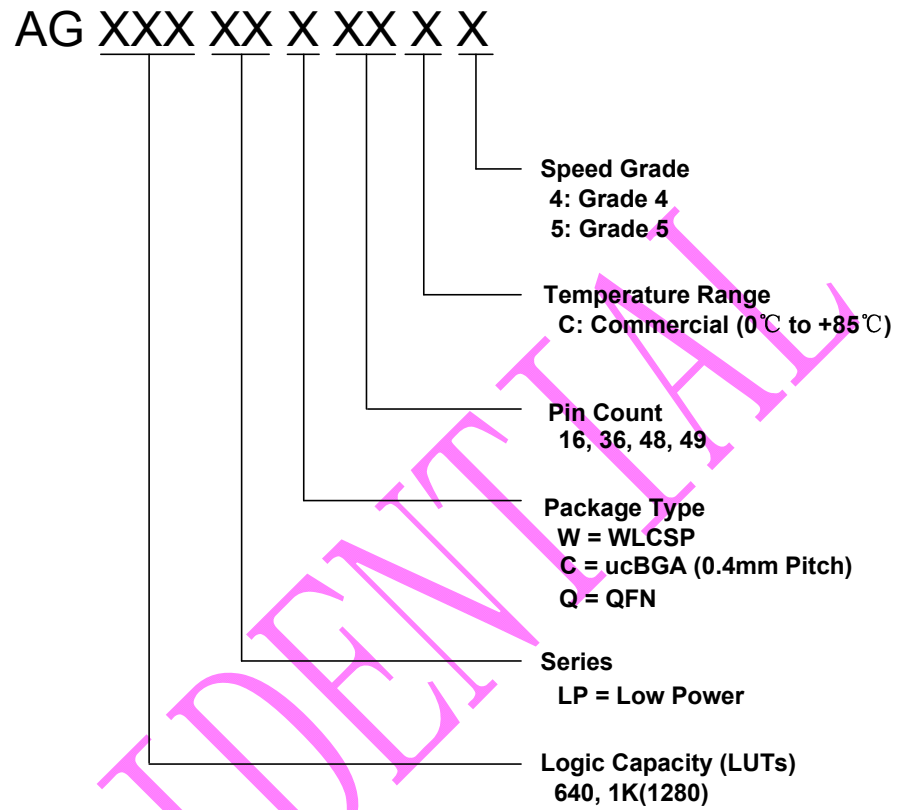 AG XXX XX X XX X X
Speed Grade
4: Grade 4
5: Grade 5
Temperature Range
C: Commercial (0℃ to +85℃)
Pin Count
16, 36, 48, 49
Package Type
W = WLCSP
C = ucBGA (0.4mm Pitch)
Q = QFN
Series
LP = Low Power
Logic Capacity (LUTs)
640, 1K(1280)
IDENTIAL